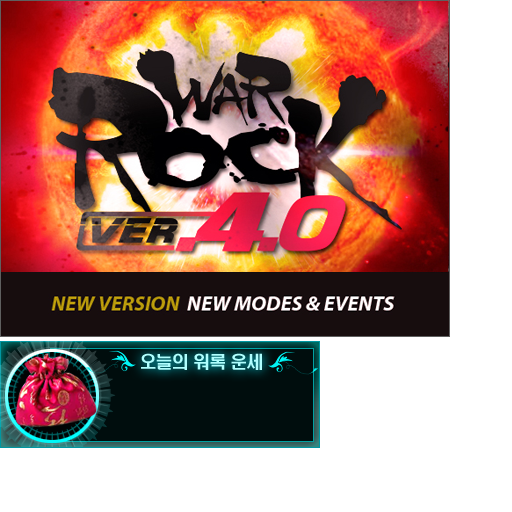 WAR
ROCK
VER.4.0
NEW VERSION NEW MODES & EVENTS
오늘의 워록 운세